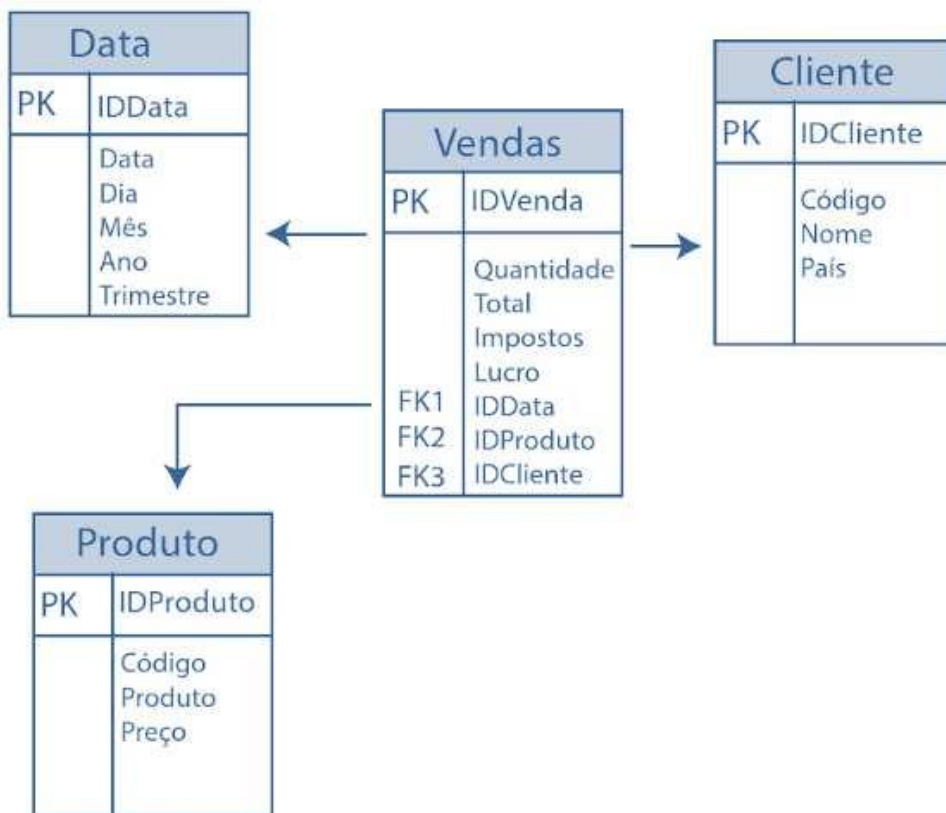 Data
PK IDData
Data
Dia
Mês
Ano
Trimestre
Vendas
PK IDVenda
Quantidade
Total
Impostos
Lucro
FK1 IDData
FK2 IDProduto
FK3 IDCliente
Cliente
PK IDCliente
Código
Nome
País
Produto
PK IDProduto
Código
Produto
Preço